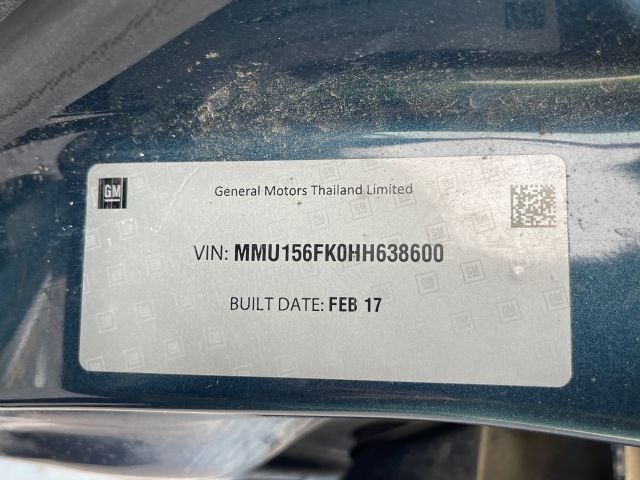 GM
General Motors Thailand Limited
VIN: MMU156FK0HH638600
BUILT DATE: FEB 17